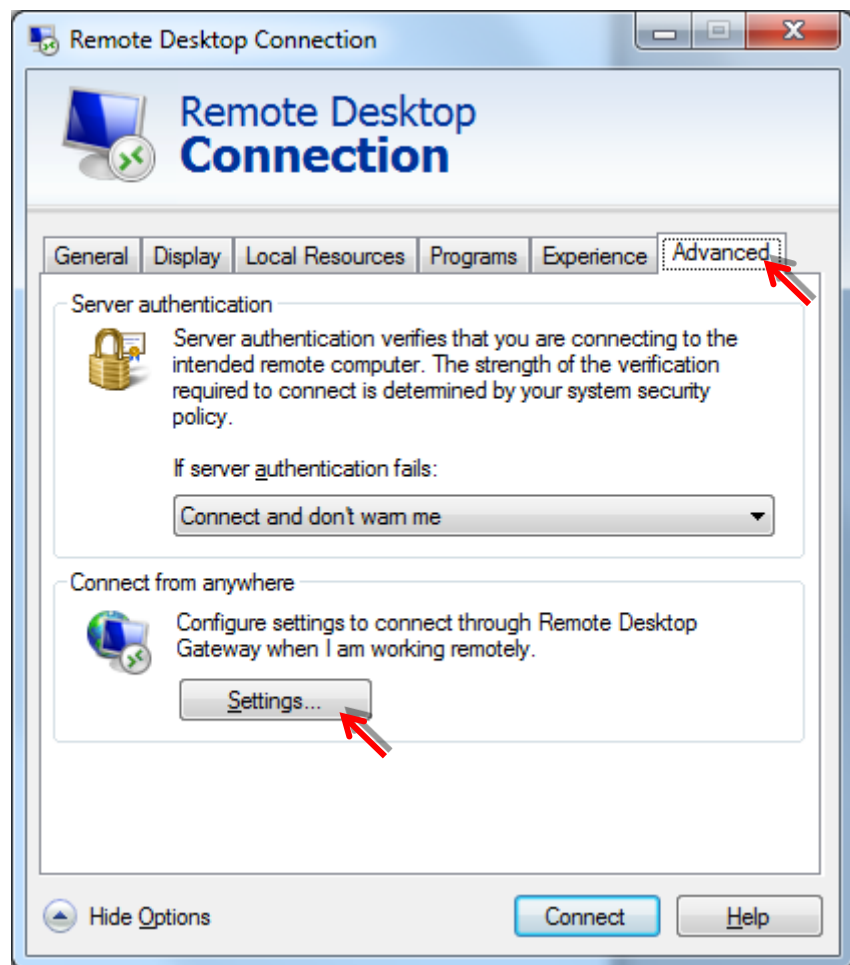 Remote Desktop Connection
Remote Desktop
Connection
General Display Local Resources Programs Experience Advanced
Server authentication
Server authentication verifies that you are connecting to the
intended remote computer. The strength of the verification
required to connect is determined by your system security
policy.
If server authentication fails:
Connect and don't warn me
Connect from anywhere
Configure settings to connect through Remote Desktop
Gateway when I am working remotely.
Settings...
Hide Options Connect Help